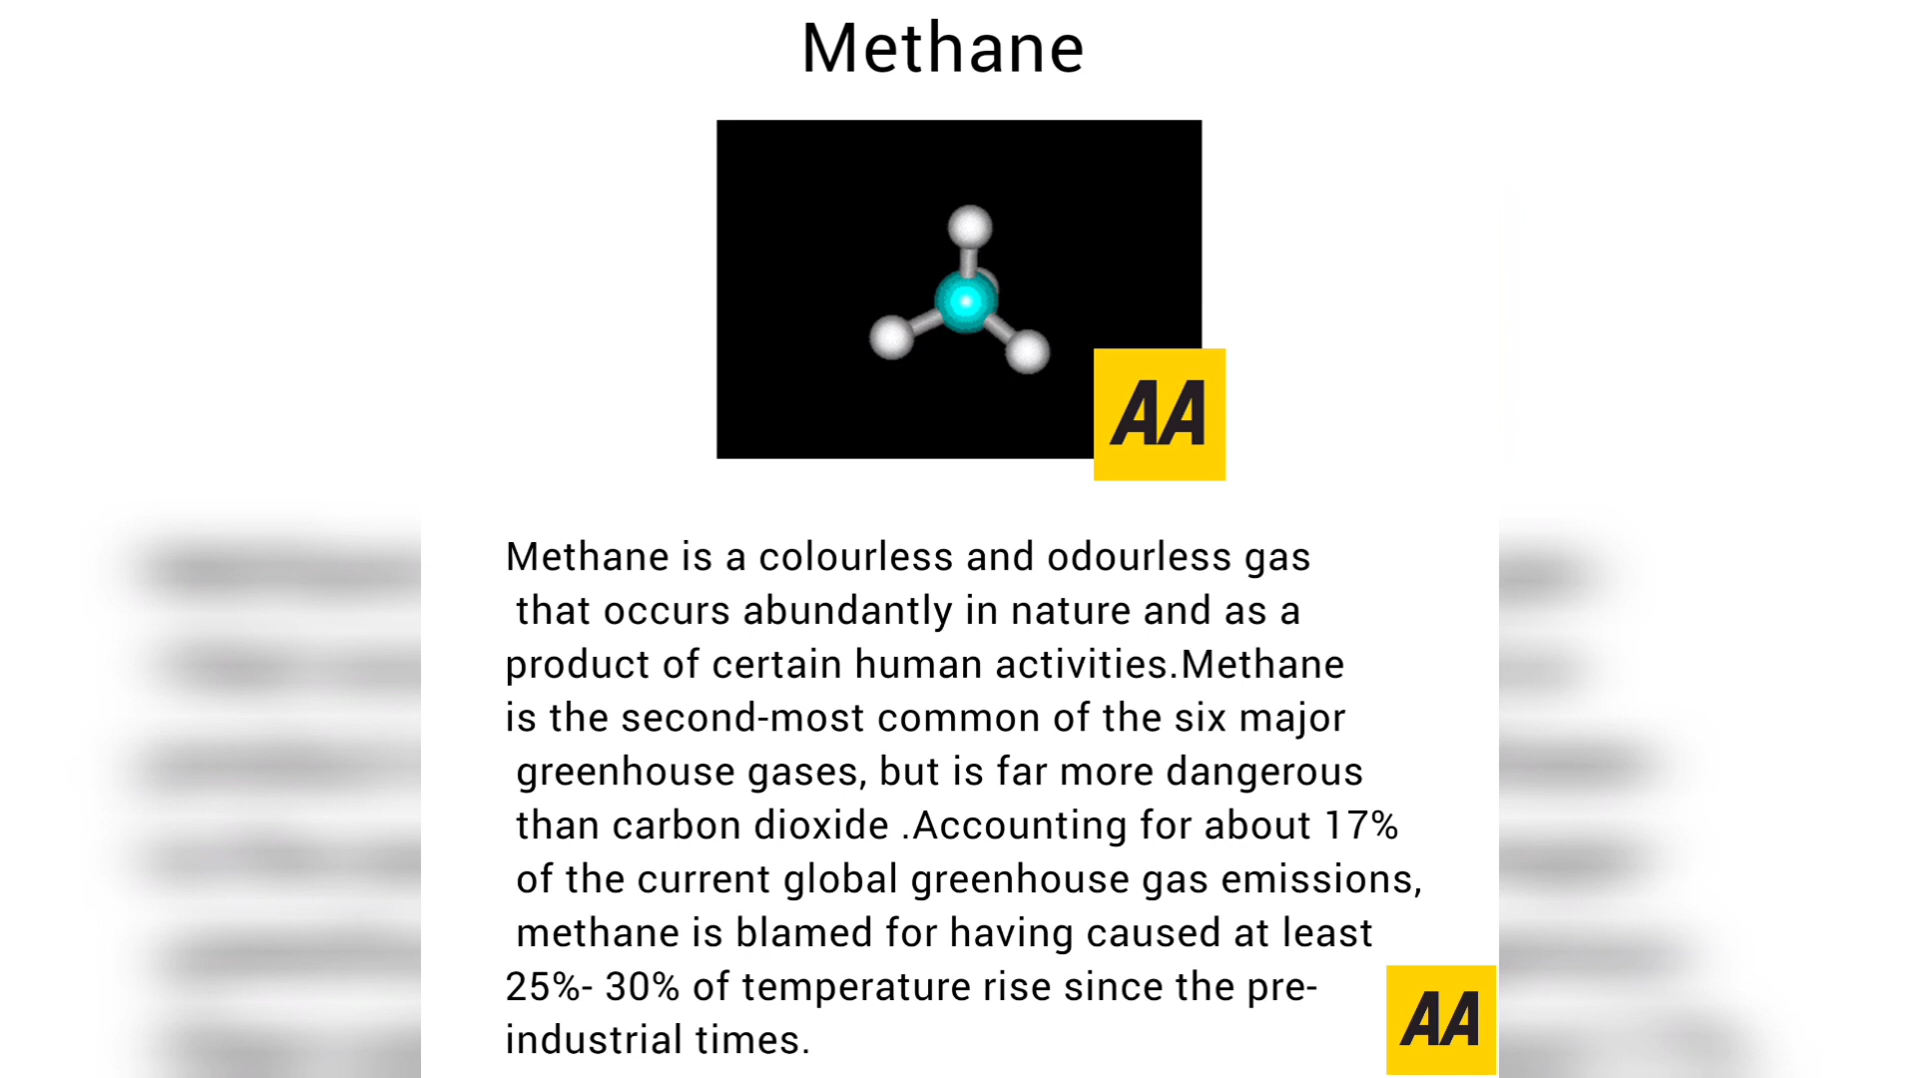 Methane
AA
Methane is a colourless and odourless gas
that occurs abundantly in nature and as a
product of certain human activities.Methane
is the second-most common of the six major
greenhouse gases, but is far more dangerous
than carbon dioxide .Accounting for about 17%
of the current global greenhouse gas emissions,
methane is blamed for having caused at least
25%- 30% of temperature rise since the pre-
industrial times.
AA